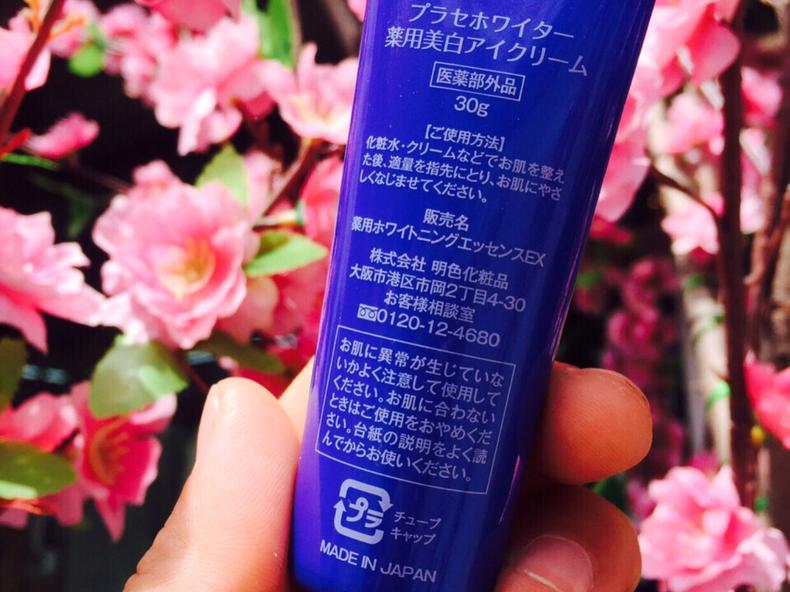 プラセホワイター
薬用美白アイクリーム
医薬部外品
30g
【ご使用方法】
化粧水・クリームなどでお肌を整え
た後、適量を指先にとり、お肌にやさ
しくなじませてください。
販売名
薬用ホワイトニングエッセンスEX
株式会社 明色化粧品
大阪市港区市岡2丁目4-30
お客様相談室
0120-12-4680
お肌に異常が生じていな
いかよく注意して使用して
ください。お肌に合わない
ときはご使用をおやめくだ
さい。台紙の説明をよく読
んでからお使いください。
プラ
チューブ
キャップ
MADE IN JAPAN